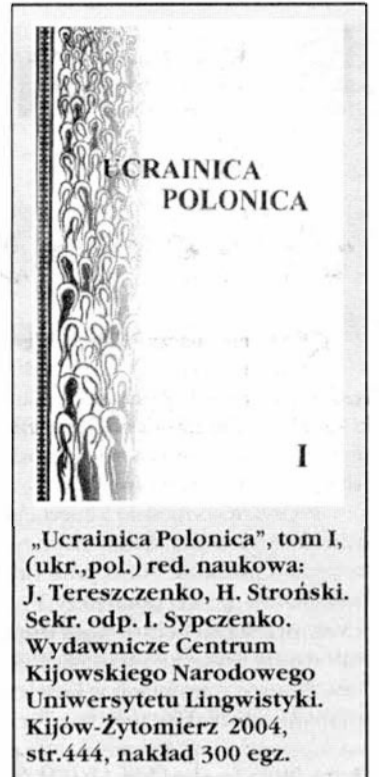 UCRAINICA
POLONICA
I
„Ucrainica Polonica”, tom I,
(ukr.,pol.) red. naukowa:
J. Tereszczenko, H. Stroński.
Sekr. odp. I. Sypczenko.
Wydawnicze Centrum
Kijowskiego Narodowego
Uniwersytetu Lingwistyki.
Kijów-Żytomierz 2004,
str.444, nakład 300 egz.